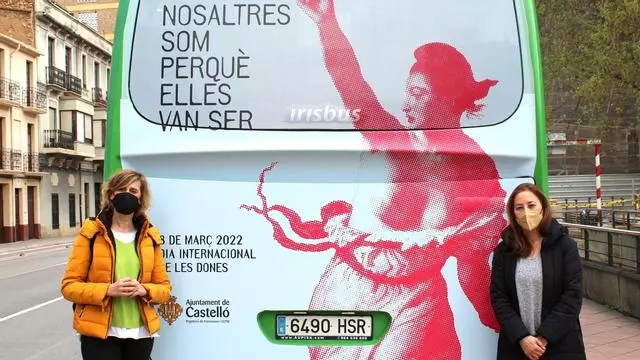 NOSALTRES
SOM
PERQUÈ
ELLES
VAN SER
irisbus
8 DE MARÇ 2022
DIA INTERNACIONAL
DE LES DONES
Ajuntament de
Castelló
6490 HSR